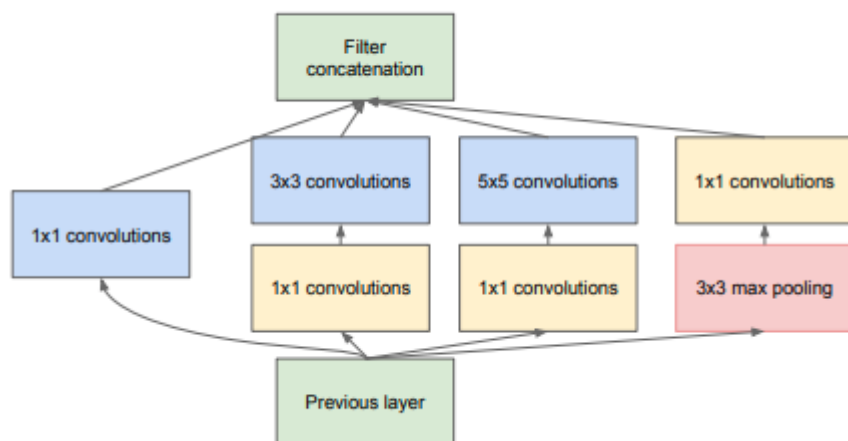 Filter
concatenation
3x3 convolutions
5x5 convolutions
1x1 convolutions
1x1 convolutions
1x1 convolutions
1x1 convolutions
3x3 max pooling
Previous layer